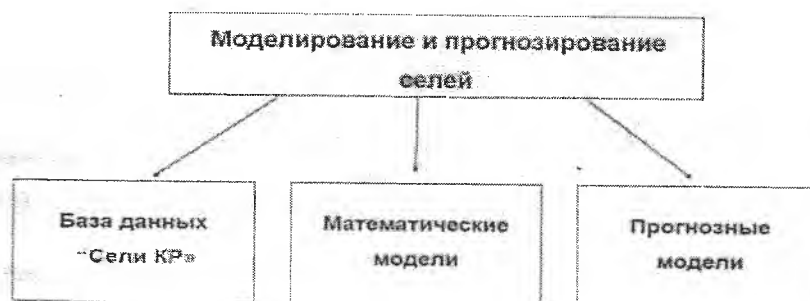 Моделирование и прогнозирование
селей
База данных
"Сели КР»
Математические
модели
Прогнозные
модели